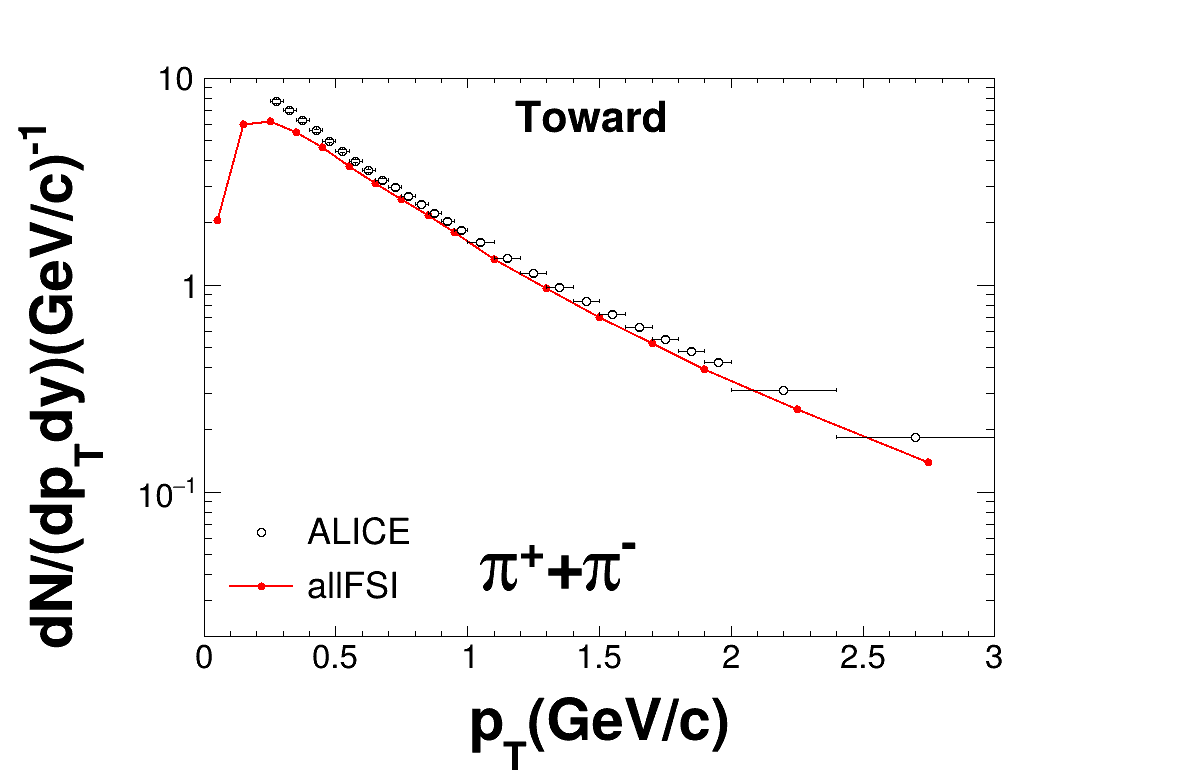 Toward
dN/(dp_T dy)(GeV/c)^-1
10
1
10^−1
ALICE
allFSI
π^+ +π^-
0 0.5 1 1.5 2 2.5 3
p_T(GeV/c)